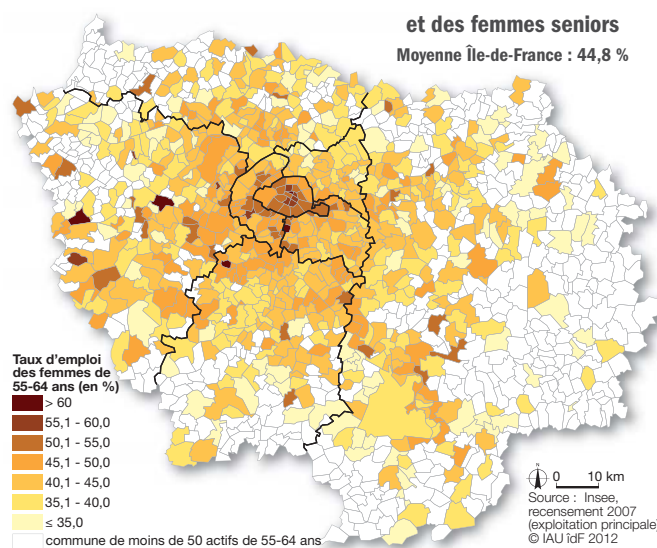 et des femmes seniors
Moyenne Île-de-France : 44,8 %
Taux d'emploi
des femmes de
55-64 ans (en %)
> 60
55,1 - 60,0
50,1 - 55,0
45,1 - 50,0
40,1 - 45,0
35,1 - 40,0
≤ 35,0
commune de moins de 50 actifs de 55-64 ans
N
0 10 km
Source : Insee,
recensement 2007
(exploitation principale)
© IAU îdF 2012